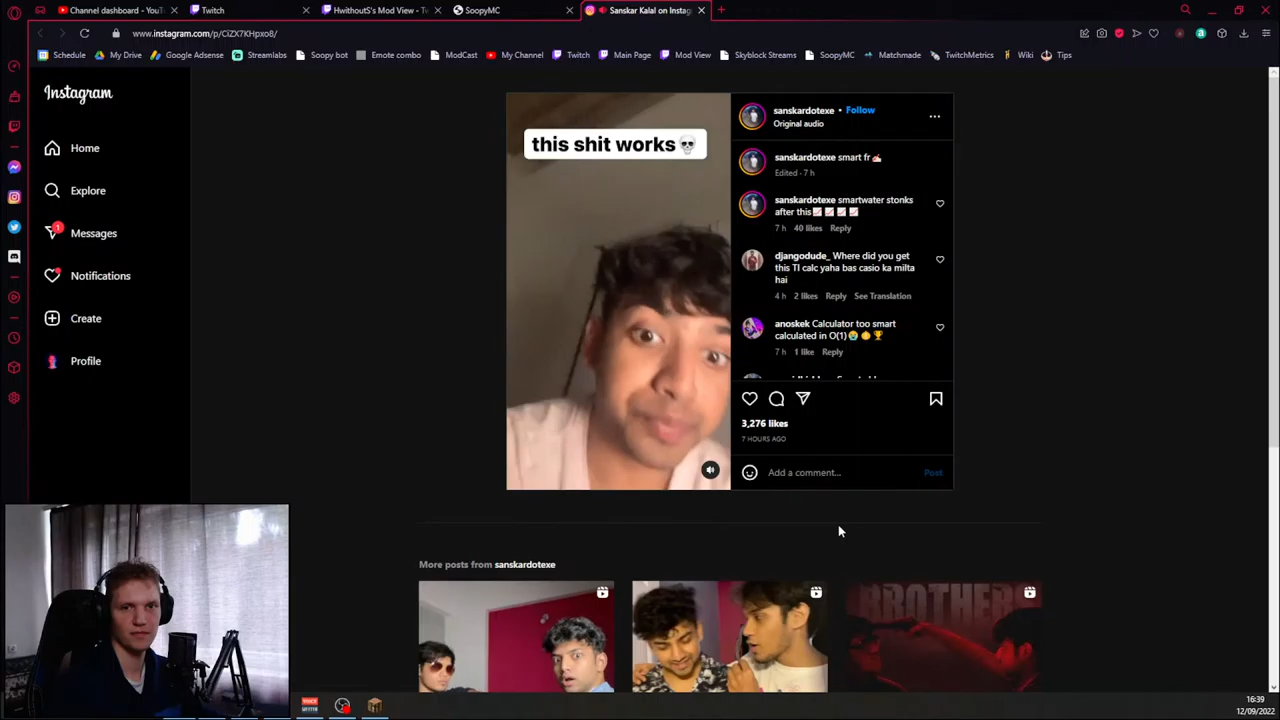 Channel dashboard - YouTu
Twitch
HwithoutS's Mod View - Tw
SoopyMC
Sanskar Kalal on Instag
www.instagram.com/p/CiZX7KHpxo8/
Schedule
My Drive
Google Adsense
Streamlabs
Soopy bot
Emote combo
ModCast
My Channel
Twitch
Main Page
Mod View
Skyblock Streams
SoopyMC
Matchmade
TwitchMetrics
Wiki
Tips
Instagram
Home
Explore
1
Messages
Notifications
Create
Profile
this shit works💀
sanskardotexe • Follow
Original audio
sanskardotexe smart fr✍🏻
Edited · 7 h
sanskardotexe smartwater stonks
after this📈📈📈📈
7 h 40 likes Reply
djangodude_ Where did you get
this TI calc yaha bas casio ka milta
hai
4 h 2 likes Reply See Translation
anoskek Calculator too smart
calculated in O(1)😭🥇🏆
7 h 1 like Reply
3,276 likes
7 HOURS AGO
Add a comment...
Post
More posts from sanskardotexe
BROTHERS
16:39
12/09/2022